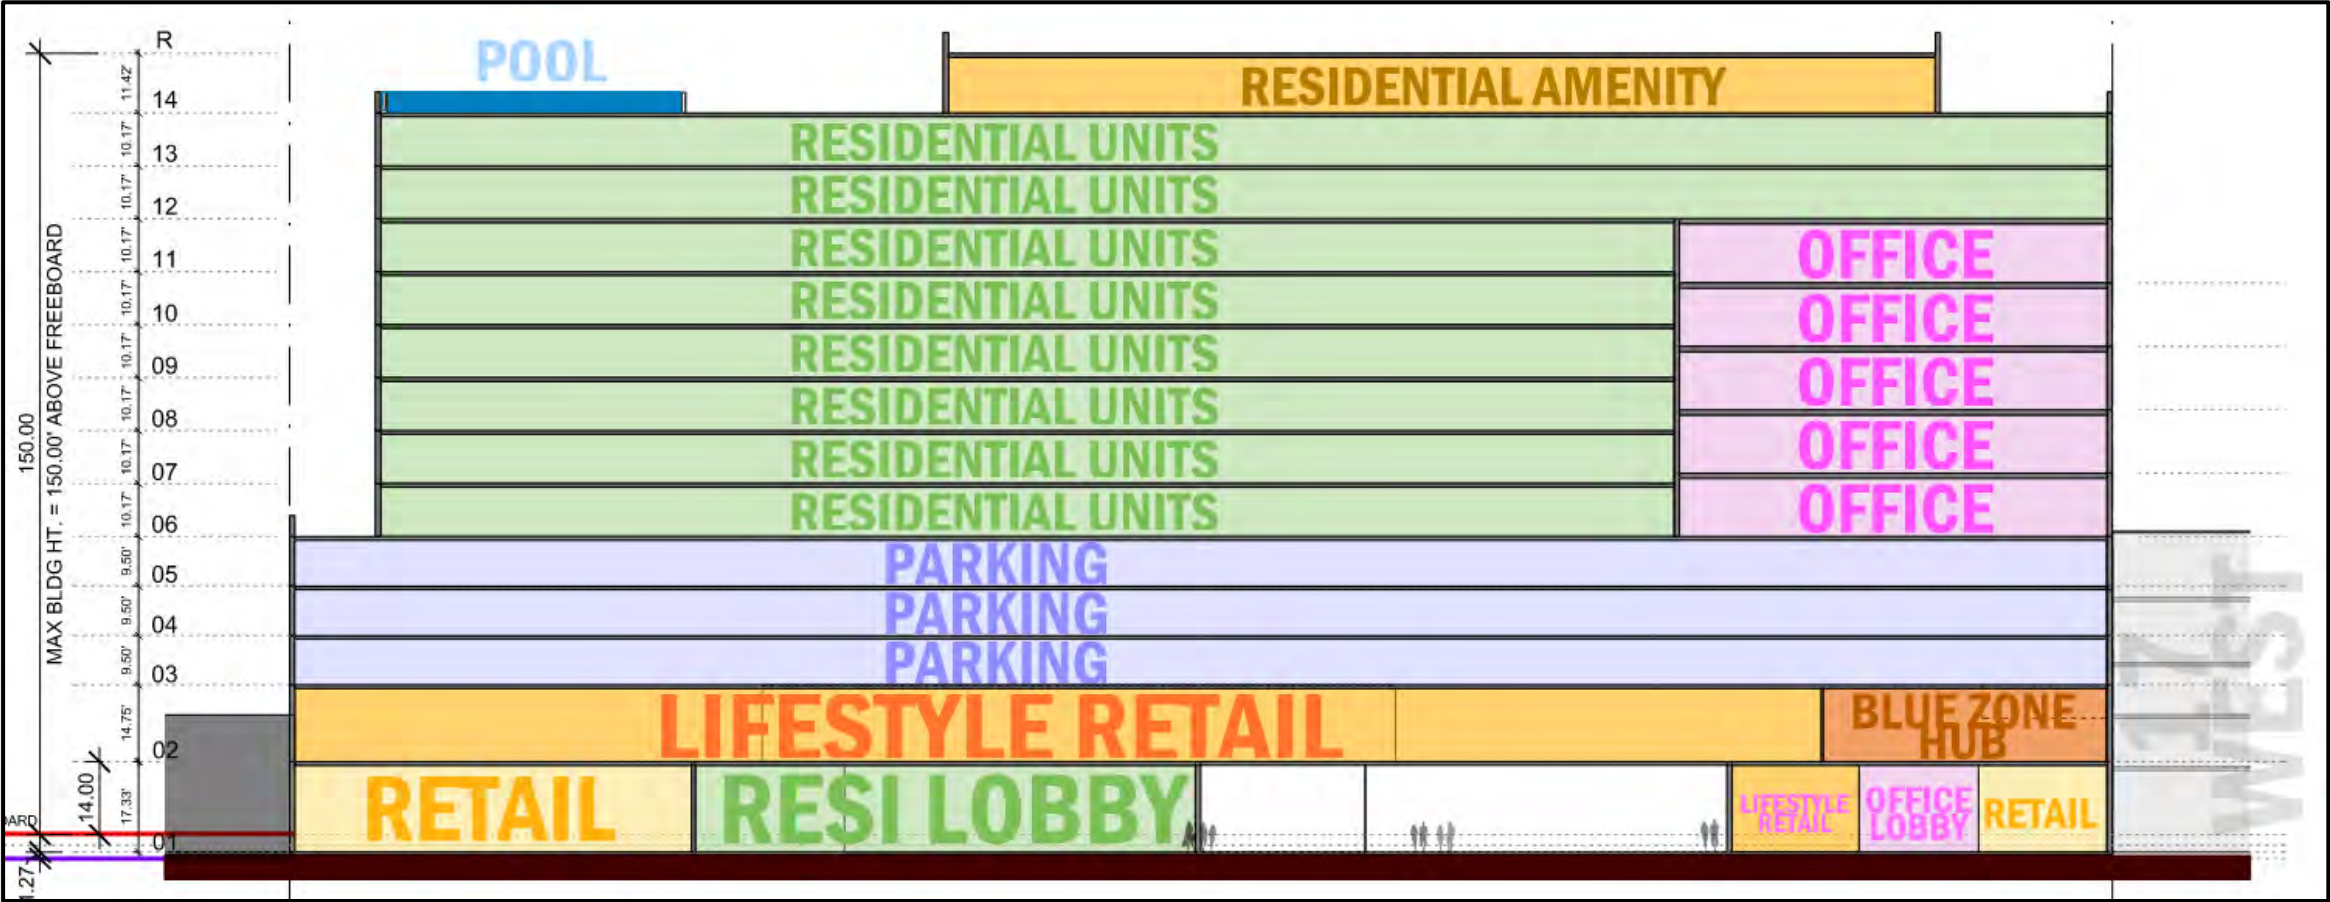 R
POOL
11.42'
RESIDENTIAL AMENITY
14
10.17'
RESIDENTIAL UNITS
13
10.17'
RESIDENTIAL UNITS
12
10.17'
RESIDENTIAL UNITS
OFFICE
11
10.17'
RESIDENTIAL UNITS
OFFICE
10
10.17'
RESIDENTIAL UNITS
OFFICE
09
10.17'
RESIDENTIAL UNITS
OFFICE
08
10.17'
RESIDENTIAL UNITS
OFFICE
07
10.17'
RESIDENTIAL UNITS
06
9.50'
PARKING
05
9.50'
PARKING
04
9.50'
PARKING
03
14.75'
LIFESTYLE RETAIL
BLUE ZONE
HUB
02
17.33'
14.00
RETAIL
RESI LOBBY
LIFESTYLE
RETAIL
OFFICE
LOBBY
RETAIL
01
150.00
MAX BLDG HT. = 150.00' ABOVE FREEBOARD
OARD
1.27'
17
WEST